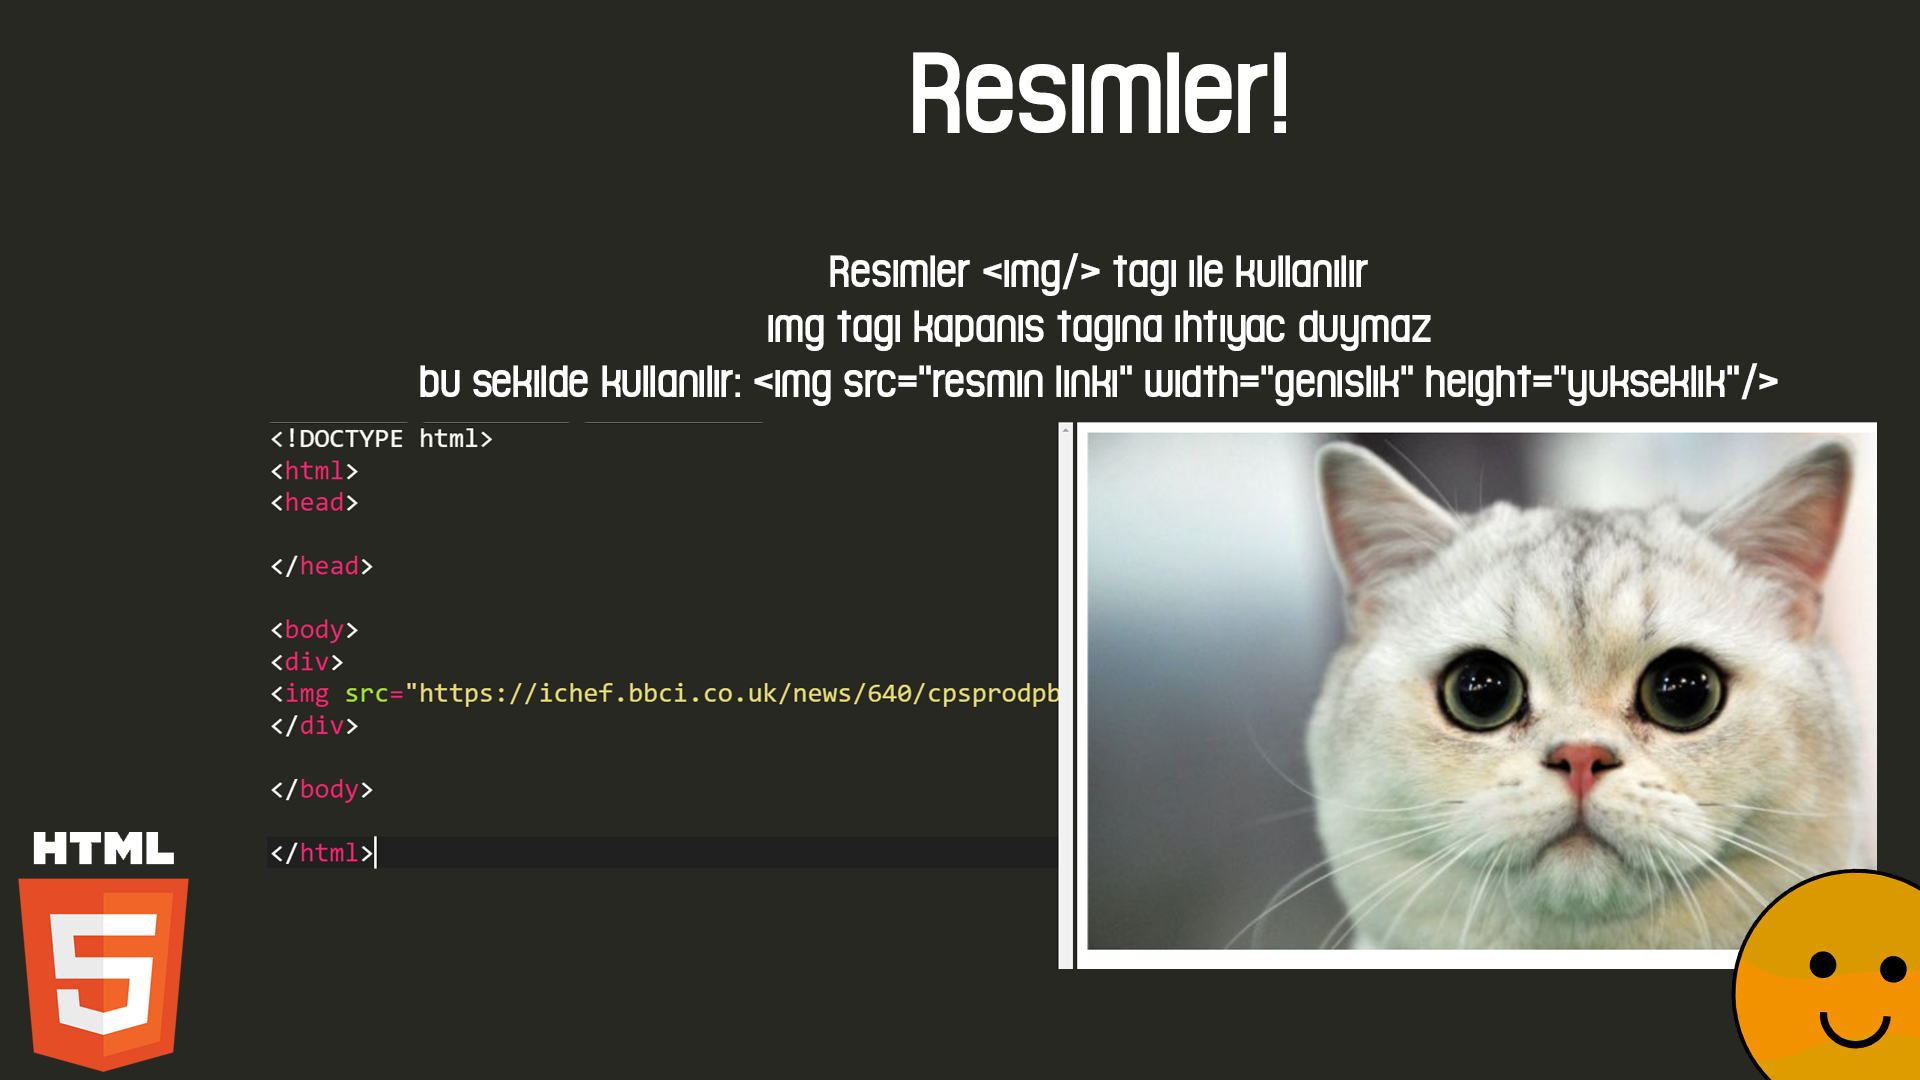 Resımler!
Resımler <ımg/> tagı ıle kullanılır
ımg tagı kapanıs tagına ıhtıyac duymaz
bu sekılde kullanılır: <ımg src="resmın lınkı" wıdth="genıslık" heıght="yukseklık"/>
<!DOCTYPE html>
<html>
<head>
</head>
<body>
<div>
<img src="https://ichef.bbci.co.uk/news/640/cpsprodpb
</div>
</body>
</html>
HTML
5